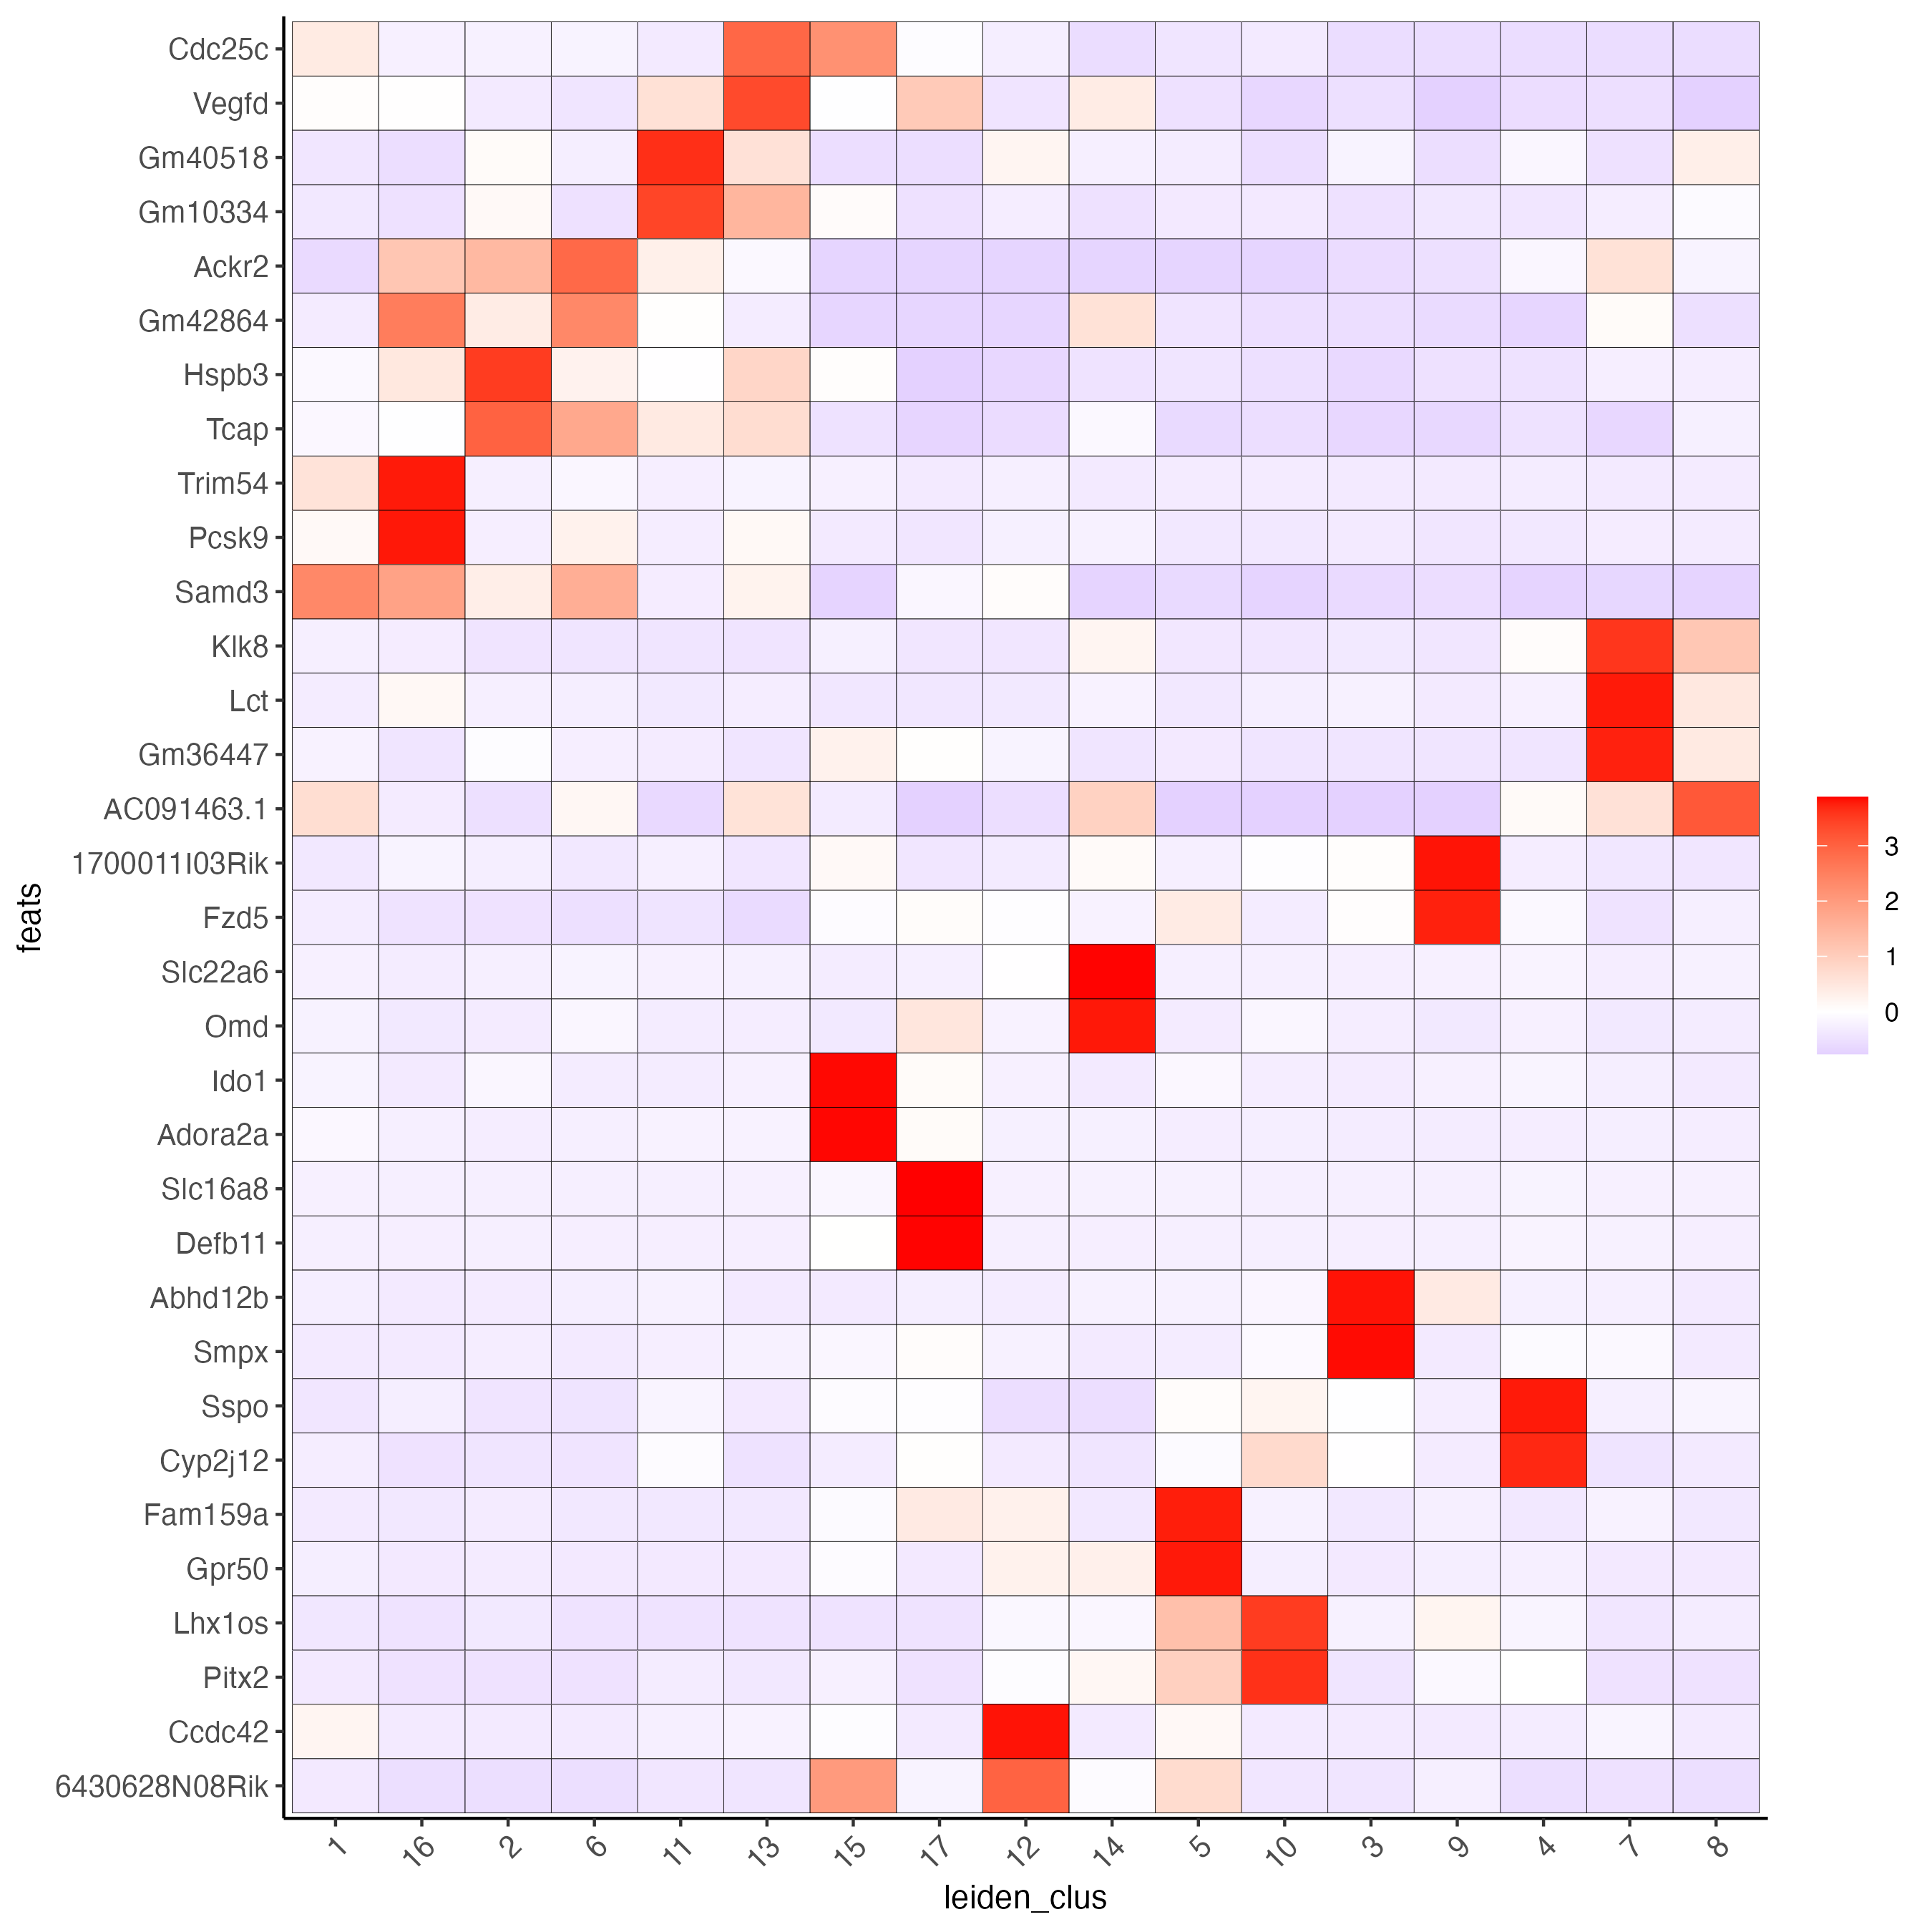 Cdc25c
Vegfd
Gm40518
Gm10334
Ackr2
Gm42864
Hspb3
Tcap
Trim54
Pcsk9
Samd3
Klk8
Lct
Gm36447
AC091463.1
1700011I03Rik
Fzd5
Slc22a6
Omd
Ido1
Adora2a
Slc16a8
Defb11
Abhd12b
Smpx
Sspo
Cyp2j12
Fam159a
Gpr50
Lhx1os
Pitx2
Ccdc42
6430628N08Rik
feats
1 16 2 6 11 13 15 17 12 14 5 10 3 9 4 7 8
leiden_clus
3
2
1
0